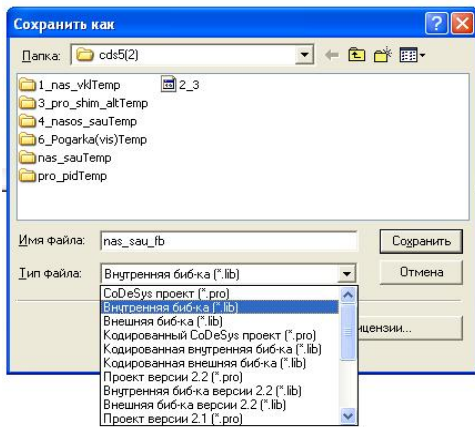 Сохранить как
Папка: cds5(2)
1_nas_vklTemp
3_pro_shim_altTemp
4_nasos_sauTemp
6_Pogarka(vis)Temp
nas_sauTemp
pro_pidTemp
2_3
Имя файла: nas_sau_fb Сохранить
Тип файла: Внутренняя биб-ка (*.lib) Отмена
CoDeSys проект (*.pro)
Внутренняя биб-ка (*.lib)
Внешняя биб-ка (*.lib)
Кодированный CoDeSys проект (*.pro)
Кодированная внутренняя биб-ка (*.lib)
Кодированная внешняя биб-ка (*.lib)
Проект версии 2.2 (*.pro)
Внутренняя биб-ка версии 2.2 (*.lib)
Внешняя биб-ка версии 2.2 (*.lib)
Проект версии 2.1 (*.pro)
ицензии...